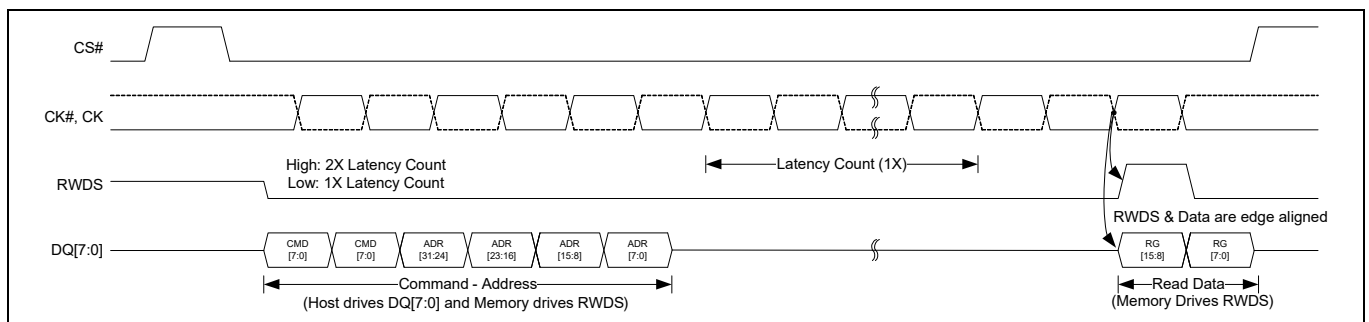 CS#
CK#, CK
High: 2X Latency Count
Low: 1X Latency Count
Latency Count (1X)
RWDS
RWDS & Data are edge aligned
DQ[7:0]
CMD [7:0]
CMD [7:0]
ADR [31:24]
ADR [23:16]
ADR [15:8]
ADR [7:0]
RG [15:8]
RG [7:0]
Command - Address
(Host drives DQ[7:0] and Memory drives RWDS)
Read Data
(Memory Drives RWDS)